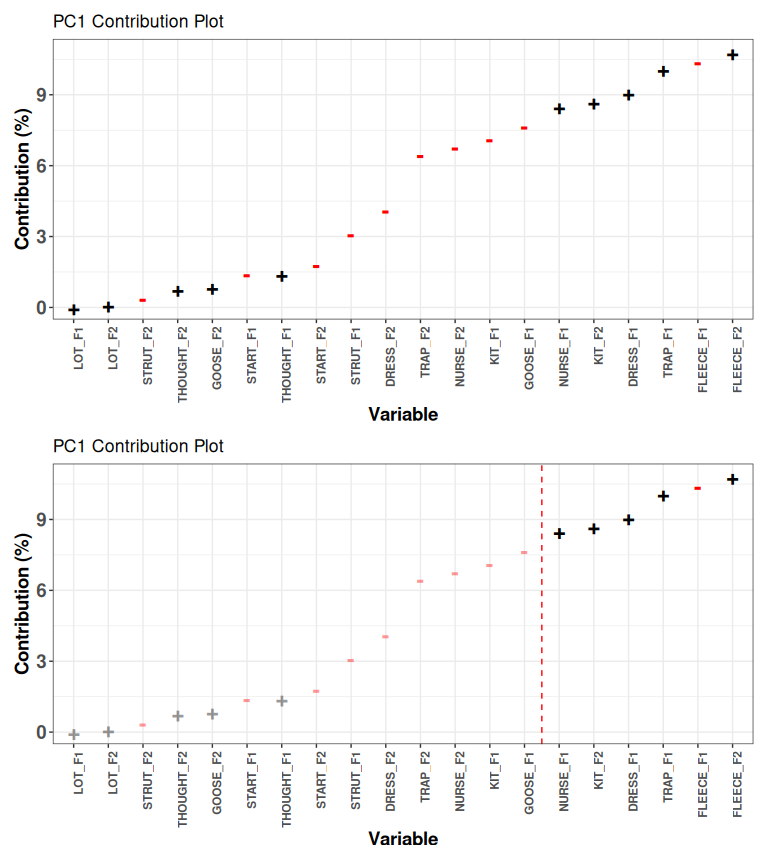 PC1 Contribution Plot
Contribution (%)
9
6
3
0
LOT_F1
LOT_F2
STRUT_F2
THOUGHT_F2
GOOSE_F2
START_F1
THOUGHT_F1
START_F2
STRUT_F1
DRESS_F2
TRAP_F2
NURSE_F2
KIT_F1
GOOSE_F1
NURSE_F1
KIT_F2
DRESS_F1
TRAP_F1
FLEECE_F1
FLEECE_F2
Variable
PC1 Contribution Plot
Contribution (%)
9
6
3
0
LOT_F1
LOT_F2
STRUT_F2
THOUGHT_F2
GOOSE_F2
START_F1
THOUGHT_F1
START_F2
STRUT_F1
DRESS_F2
TRAP_F2
NURSE_F2
KIT_F1
GOOSE_F1
NURSE_F1
KIT_F2
DRESS_F1
TRAP_F1
FLEECE_F1
FLEECE_F2
Variable